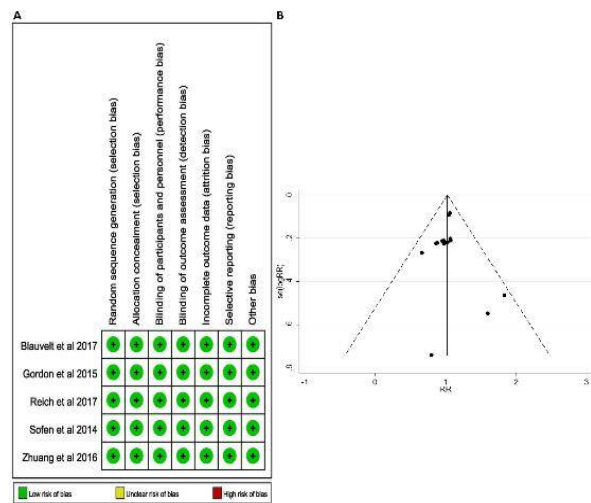 A
B
Random sequence generation (selection bias)
Allocation concealment (selection bias)
Blinding of participants and personnel (performance bias)
Blinding of outcome assessment (detection bias)
Incomplete outcome data (attrition bias)
Selective reporting (reporting bias)
Other bias
Blauvelt et al 2017
+ + + + + + +
Gordon et al 2015
+ + + + + + +
Reich et al 2017
+ + + + + + +
Sofen et al 2014
+ + + + + + +
Zhuang et al 2016
+ + + + + + +
Low risk of bias
Unclear risk of bias
High risk of bias
se(logRR)
0
.2
.4
.6
.8
-1
0
1
2
3
RR